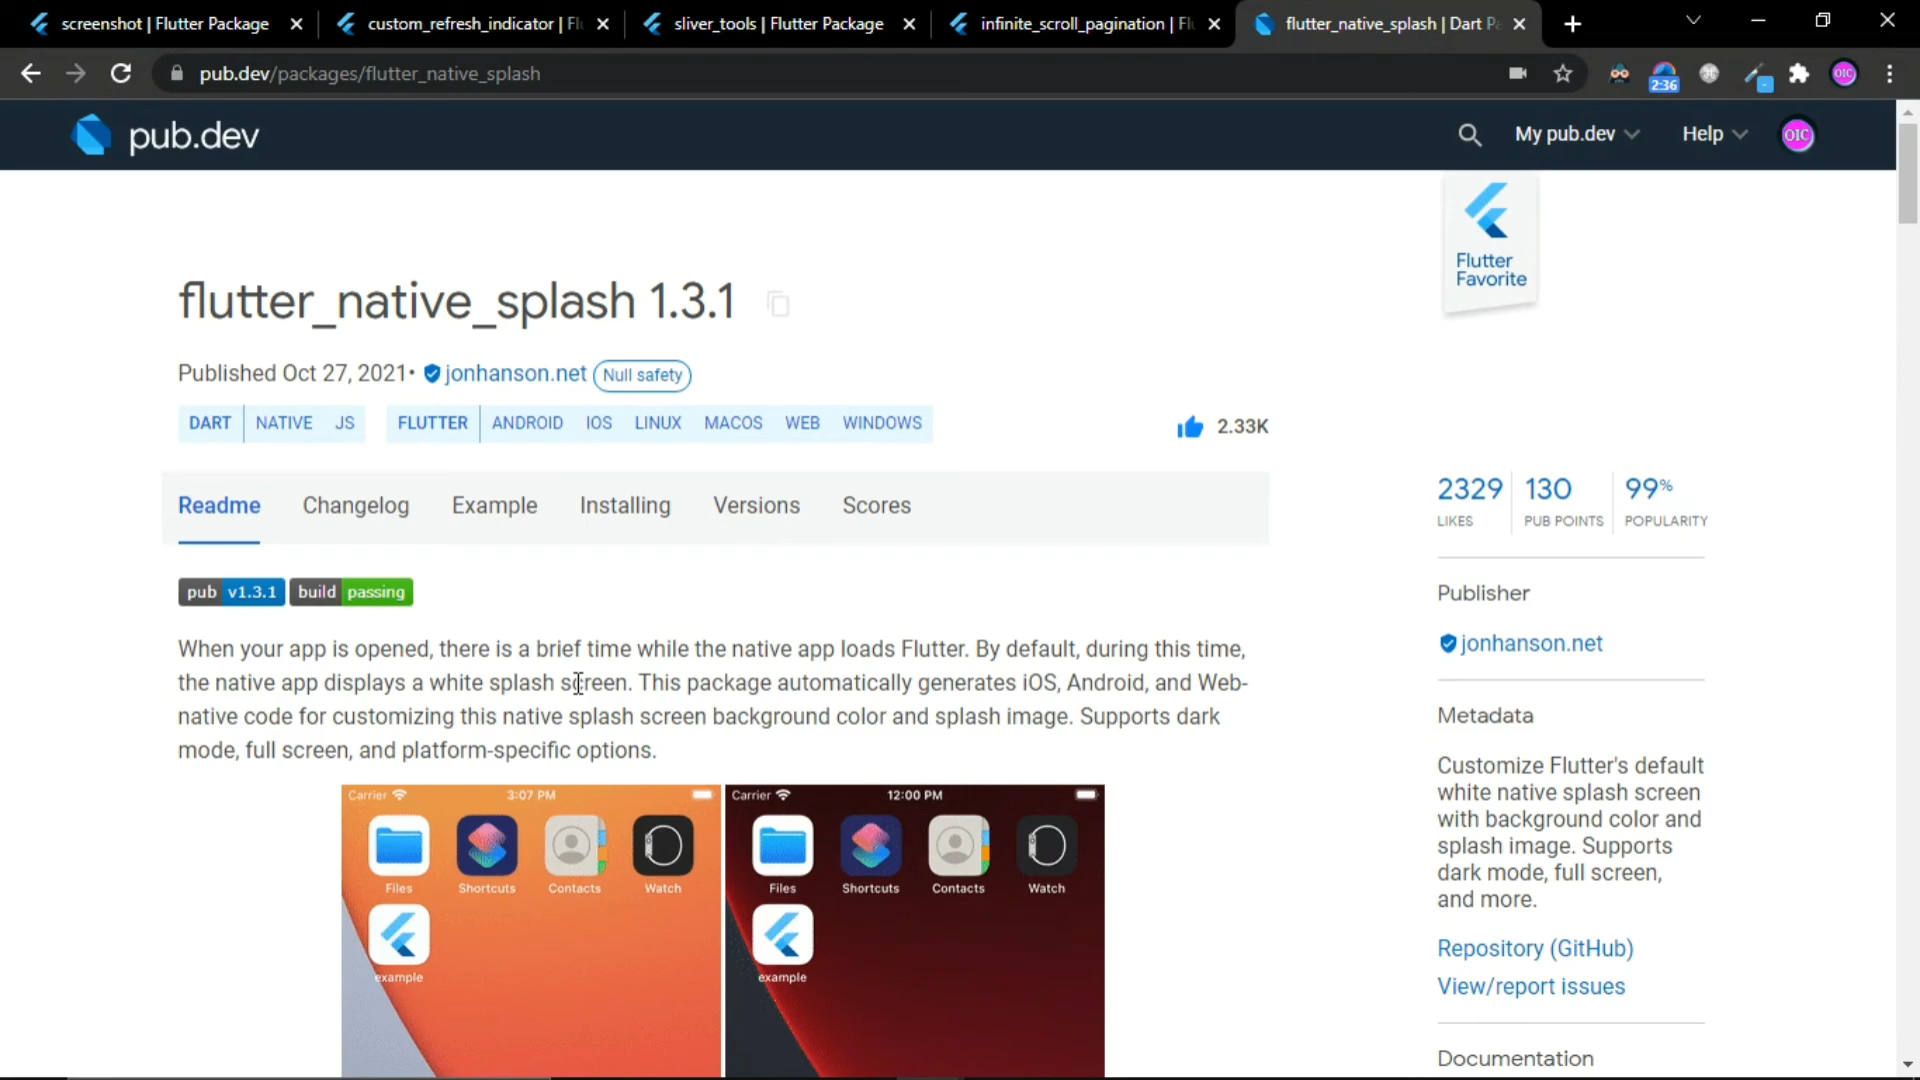 screenshot | Flutter Package
custom_refresh_indicator | Flu
sliver_tools | Flutter Package
infinite_scroll_pagination | Fl
flutter_native_splash | Dart Pa
pub.dev/packages/flutter_native_splash
2:36
OIC
pub.dev
My pub.dev
Help
OIC
Flutter
Favorite
flutter_native_splash 1.3.1
Published Oct 27, 2021• jonhanson.net Null safety
DART NATIVE JS FLUTTER ANDROID IOS LINUX MACOS WEB WINDOWS
2.33K
Readme Changelog Example Installing Versions Scores
2329 130 99%
LIKES PUB POINTS POPULARITY
pub v1.3.1 build passing
When your app is opened, there is a brief time while the native app loads Flutter. By default, during this time,
the native app displays a white splash screen. This package automatically generates iOS, Android, and Web-
native code for customizing this native splash screen background color and splash image. Supports dark
mode, full screen, and platform-specific options.
Carrier 3:07 PM
Files Shortcuts Contacts Watch
example
Carrier 12:00 PM
Files Shortcuts Contacts Watch
example
Publisher
jonhanson.net
Metadata
Customize Flutter's default
white native splash screen
with background color and
splash image. Supports
dark mode, full screen,
and more.
Repository (GitHub)
View/report issues
Documentation